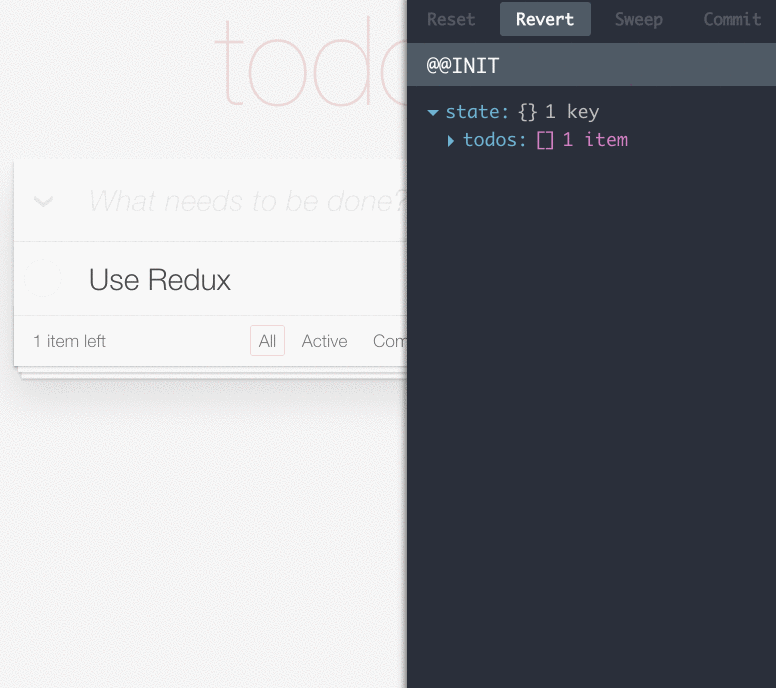 todo
What needs to be done?
Use Redux
1 item left
All Active Com
Reset Revert Sweep Commit
@@INIT
state: {} 1 key
todos: [] 1 item